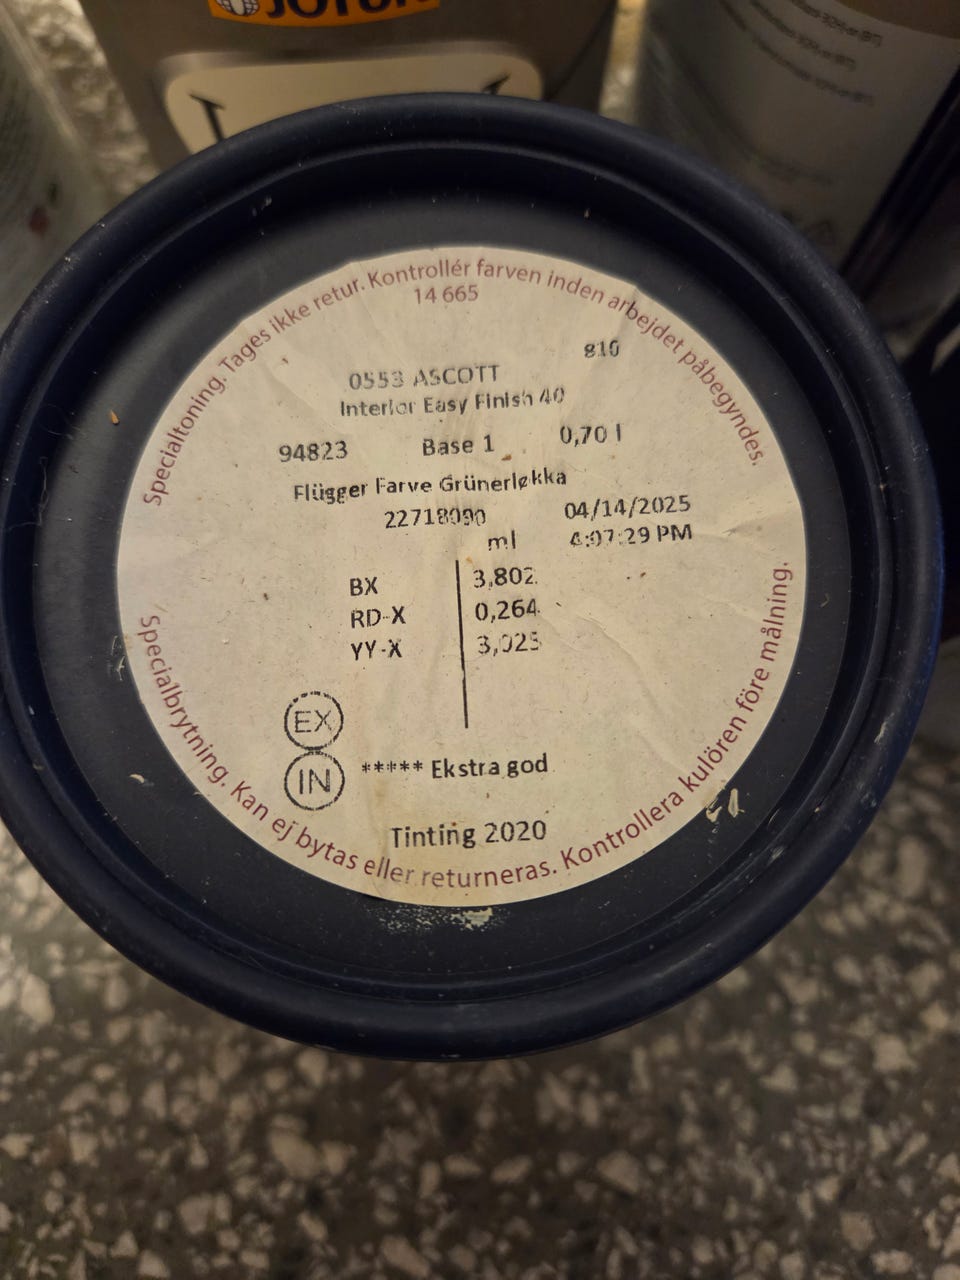 JOTUN
Specialtoning. Tages ikke retur. Kontrollér farven inden arbejdet påbegyndes.
14 665
810
0553 ASCOTT
Interior Easy Finish 40
94823 Base 1 0,70 l
Flügger Farve Grünerløkka
22718090 04/14/2025
ml 4:07:29 PM
BX 3,802
RD-X 0,264
YY-X 3,025
EX
IN ***** Ekstra god
Tinting 2020
Specialbrytning. Kan ej bytas eller returneras. Kontrollera kulören före målning.